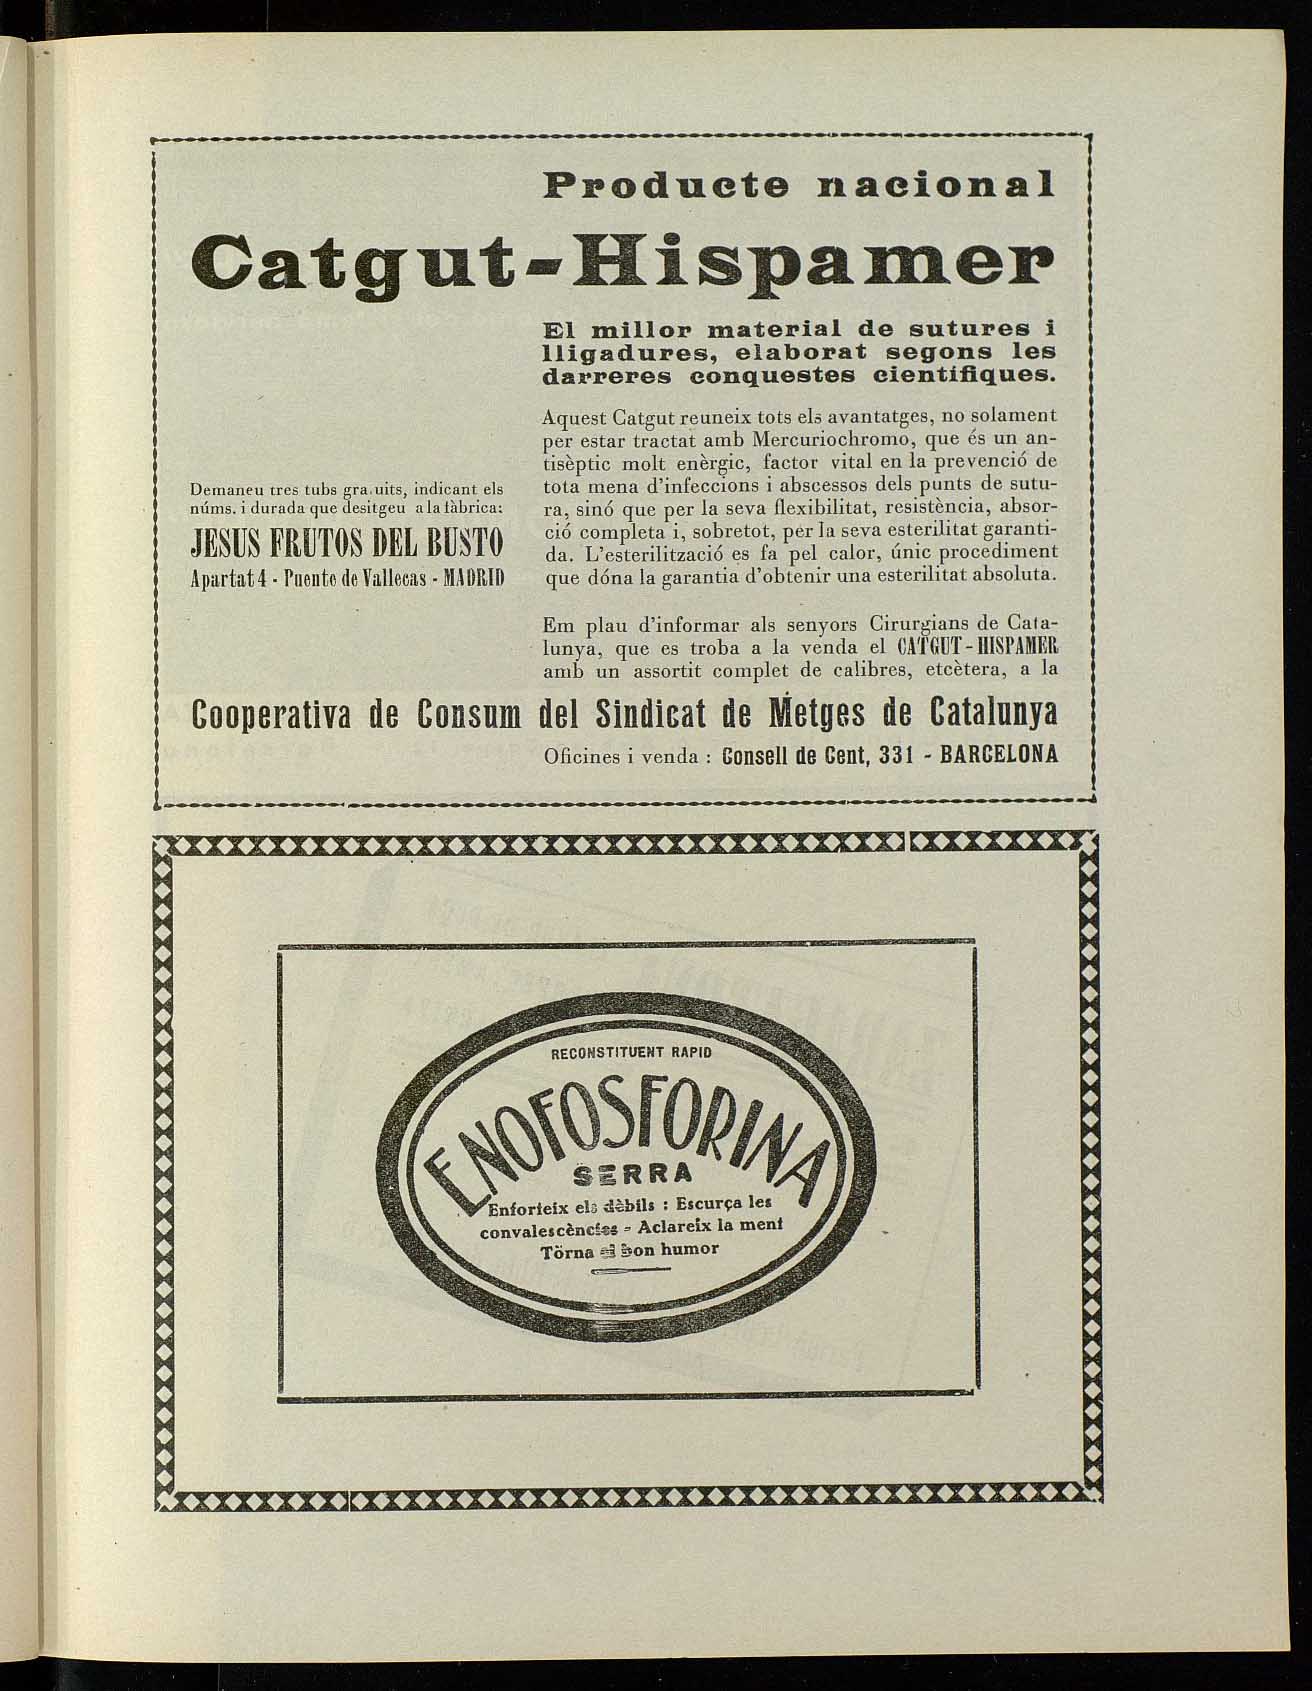 Producte nacional
Catgut-Hispamer
El millor material de sutures i
lligadures, elaborat segons les
darreres conquestes cientifiques.
Aquest Catgut reuneix tots els avantatges, no solament
per estar tractat amb Mercuriochromo, que és un an-
tisèptic molt enèrgic, factor vital en la prevenció de
tota mena d'infeccions i abscessos dels punts de sutu-
ra, sinó que per la seva flexibilitat, resistència, absor-
ció completa i, sobretot, per la seva esterilitat garanti-
da. L'esterilització es fa pel calor, únic procediment
que dóna la garantia d'obtenir una esterilitat absoluta.
Demaneu tres tubs gratuits, indicant els
núms. i durada que desitgeu a la fàbrica:
JESUS FRUTOS DEL BUSTO
Apartat 4 - Puente de Vallecas - MADRID
Em plau d'informar als senyors Cirurgians de Cata-
lunya, que es troba a la venda el CATGUT-HISPAMER
amb un assortit complet de calibres, etcètera, a la
Cooperativa de Consum del Sindicat de Metges de Catalunya
Oficines i venda : Consell de Cent, 331 - BARCELONA
RECONSTITUENT RAPID
ENOFOSFORINA
SERRA
Enforteix els dèbils : Escurça les
convalescències - Aclareix la ment
Törna el bon humor